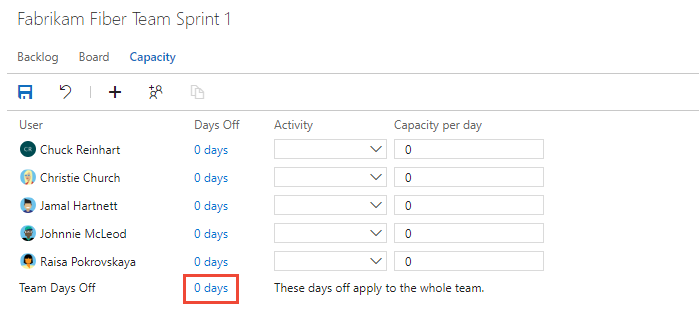 Fabrikam Fiber Team Sprint 1
Backlog Board Capacity
User Days Off Activity Capacity per day
CR Chuck Reinhart 0 days 0
Christie Church 0 days 0
Jamal Hartnett 0 days 0
Johnnie McLeod 0 days 0
Raisa Pokrovskaya 0 days 0
Team Days Off 0 days These days off apply to the whole team.